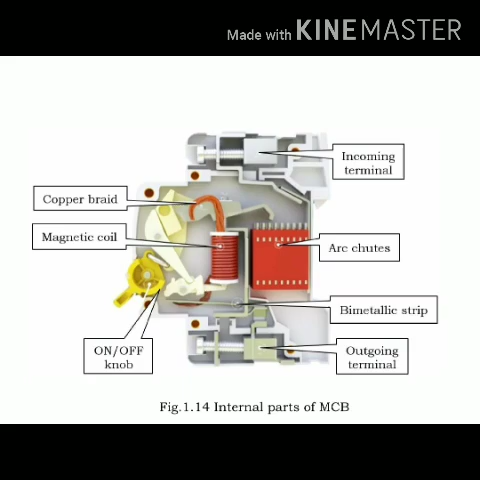 Made with KINEMASTER
Incoming
terminal
Copper braid
Magnetic coil
Arc chutes
Bimetallic strip
ON/OFF
knob
Outgoing
terminal
Fig.1.14 Internal parts of MCB